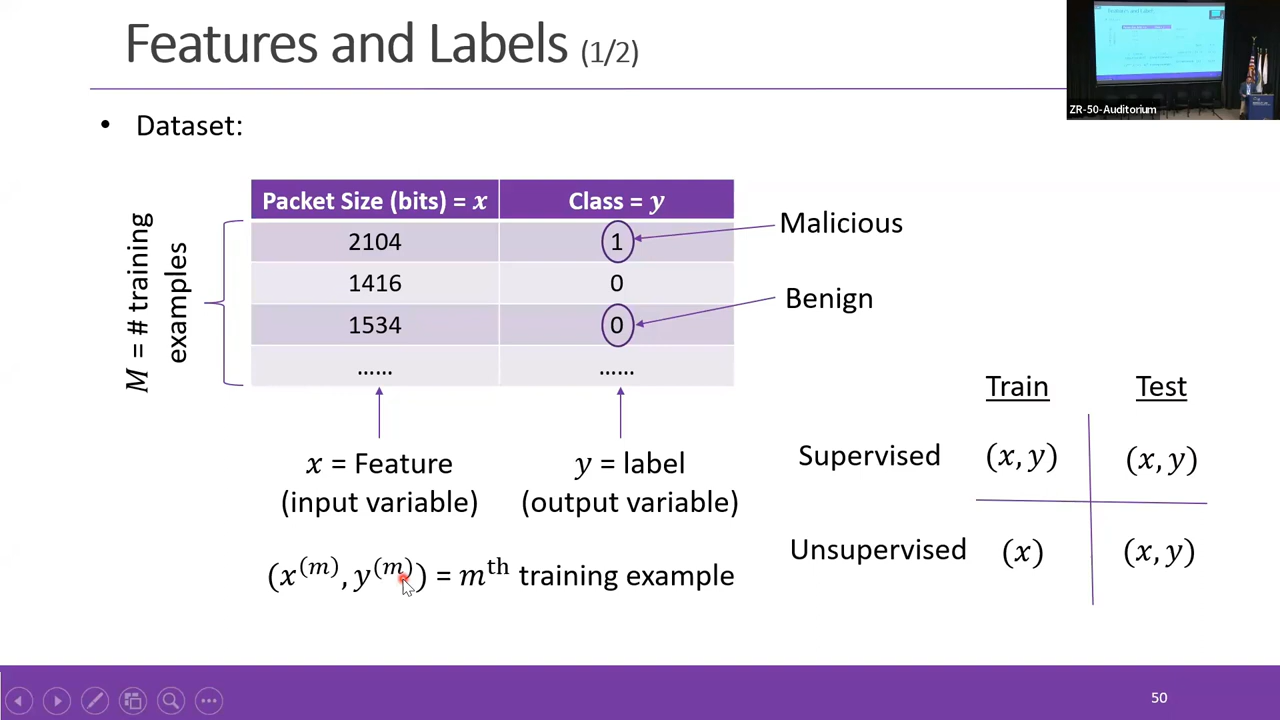 Features and Labels (1/2)
ZR-50-Auditorium
• Dataset:
M = # training
examples
Packet Size (bits) = x
Class = y
2104
1
1416
0
1534
0
……
……
Malicious
Benign
x = Feature
(input variable)
y = label
(output variable)
(x^(m), y^(m)) = m^th training example
Train
Test
Supervised
(x, y)
(x, y)
Unsupervised
(x)
(x, y)
50